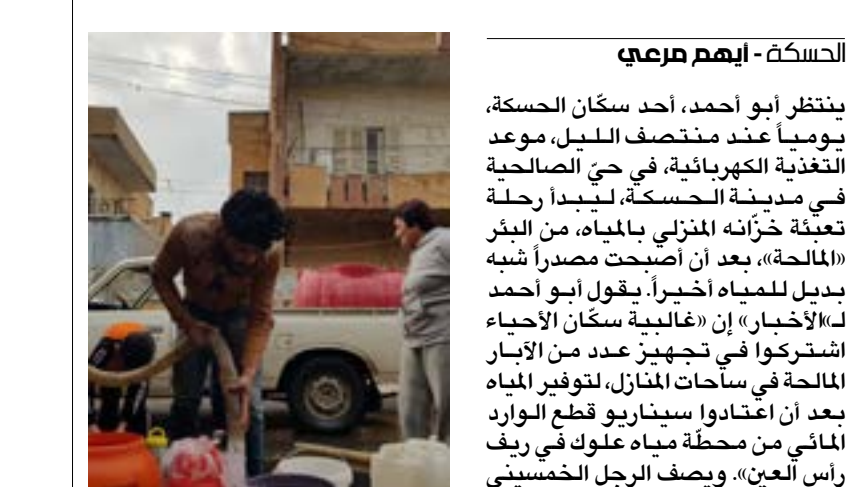 الحسكة - أيهم مرعي
ينتظر أبو أحمد، أحد سكّان الحسكة،
يومياً عند منتصف الليل، موعد
التغذية الكهربائية، في حيّ الصالحية
في مدينة الحسكة، ليبدأ رحلة
تعبئة خزّانه المنزلي بالمياه، من البئر
«المالحة»، بعد أن أصبحت مصدراً شبه
بديل للمياه أخيراً. يقول أبو أحمد
لـ«الأخبار» إن «غالبية سكّان الأحياء
اشتركوا في تجهيز عدد من الآبار
المالحة في ساحات المنازل، لتوفير المياه
بعد أن اعتادوا سيناريو قطع الوارد
المائي من محطّة مياه علوك في ريف
رأس العين». ويصف الرجل الخمسيني